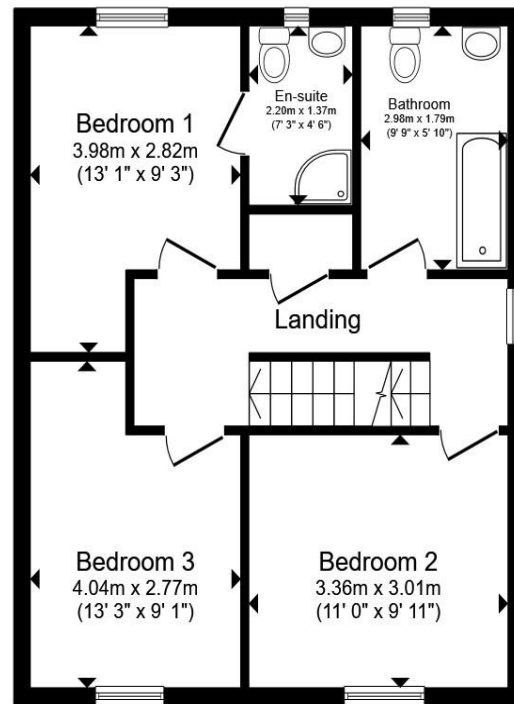 Bedroom 1
3.98m x 2.82m
(13' 1" x 9' 3")
En-suite
2.20m x 1.37m
(7' 3" x 4' 6")
Bathroom
2.98m x 1.79m
(9' 9" x 5' 10")
Landing
Bedroom 3
4.04m x 2.77m
(13' 3" x 9' 1")
Bedroom 2
3.36m x 3.01m
(11' 0" x 9' 11")